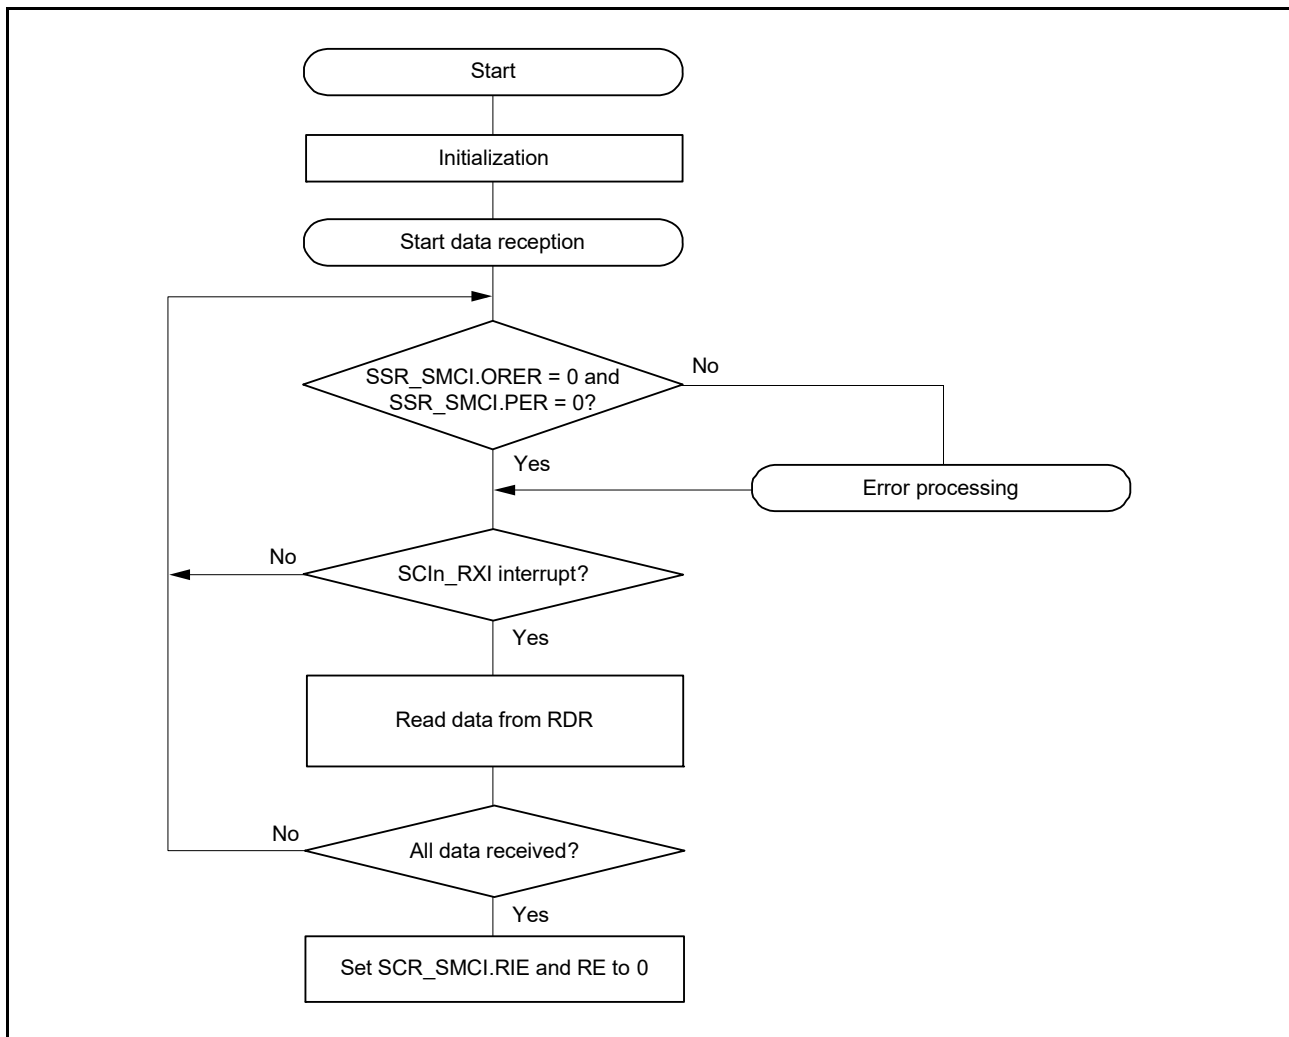 Start
Initialization
Start data reception
SSR_SMCI.ORER = 0 and
SSR_SMCI.PER = 0?
No
Yes
Error processing
No
SCIn_RXI interrupt?
Yes
Read data from RDR
No
All data received?
Yes
Set SCR_SMCI.RIE and RE to 0